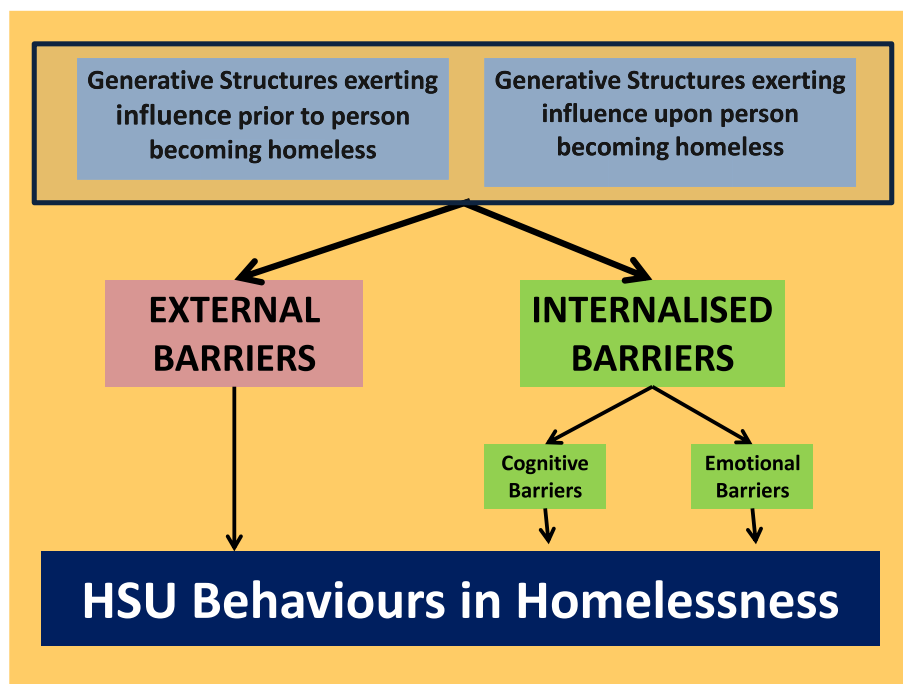 Generative Structures exerting
influence prior to person
becoming homeless
Generative Structures exerting
influence upon person
becoming homeless
EXTERNAL
BARRIERS
INTERNALISED
BARRIERS
Cognitive
Barriers
Emotional
Barriers
HSU Behaviours in Homelessness